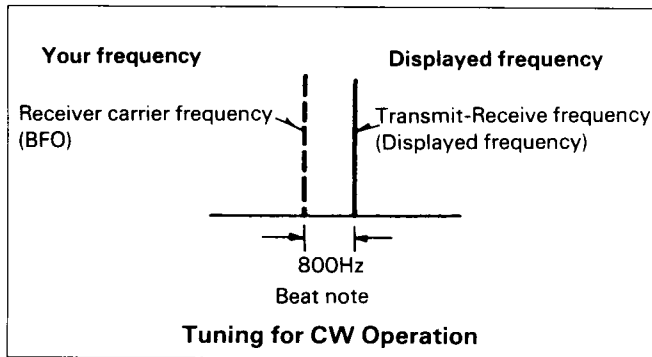 Your frequency
Displayed frequency
Receiver carrier frequency
(BFO)
Transmit-Receive frequency
(Displayed frequency)
800Hz
Beat note
Tuning for CW Operation